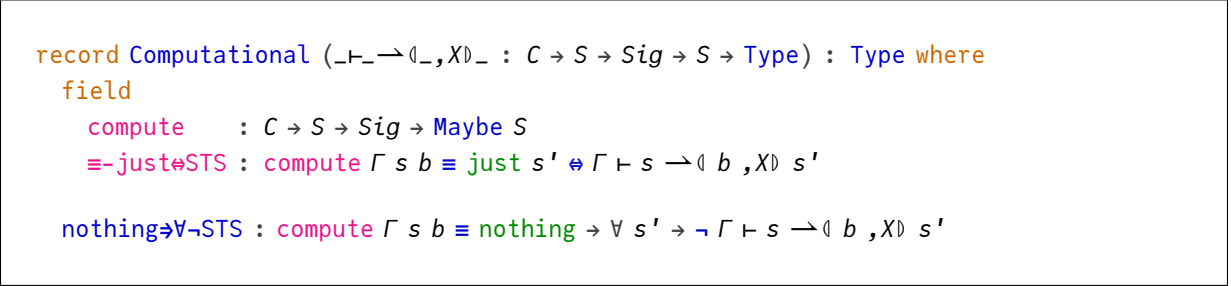 record Computational (_⊢_⇀⦇_,X⦈_ : C → S → Sig → S → Type) : Type where
field
compute : C → S → Sig → Maybe S
≡-just⇔STS : compute Γ s b ≡ just s' ⇔ Γ ⊢ s ⇀⦇ b ,X⦈ s'
nothing⇒∀¬STS : compute Γ s b ≡ nothing → ∀ s' → ¬ Γ ⊢ s ⇀⦇ b ,X⦈ s'